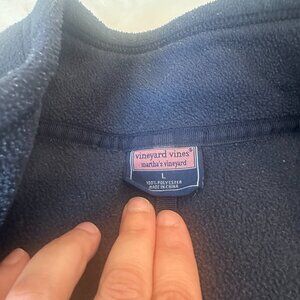 vineyard vines®
martha's vineyard
L
100% POLYESTER
MADE IN CHINA